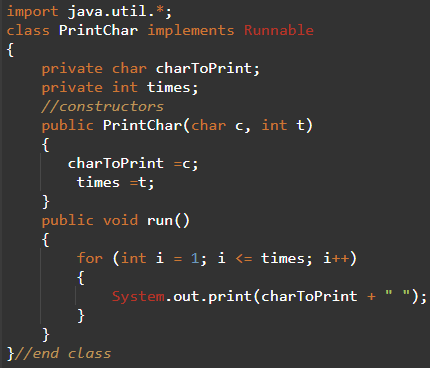 import java.util.*;
class PrintChar implements Runnable
{
    private char charToPrint;
    private int times;
    //constructors
    public PrintChar(char c, int t)
    {
       charToPrint =c;
        times =t;
    }
    public void run()
    {
        for (int i = 1; i <= times; i++)
        {
            System.out.print(charToPrint + " ");
        }
    }
}//end class